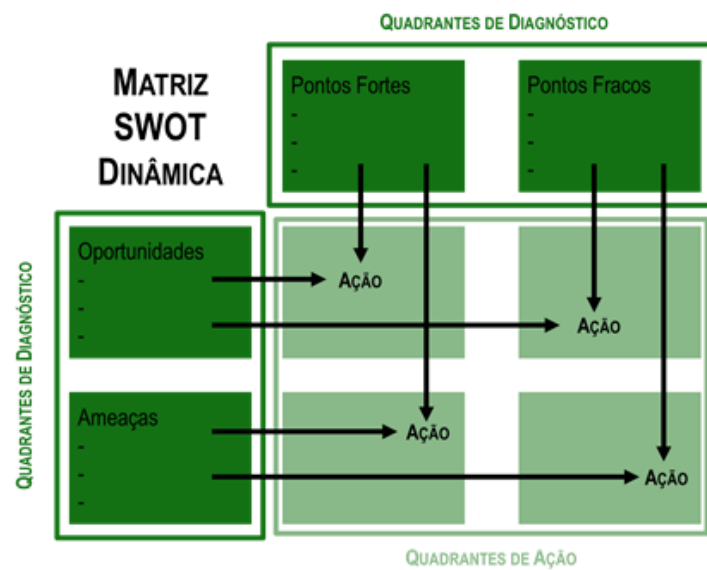 QUADRANTES DE DIAGNÓSTICO
MATRIZ
SWOT
DINÂMICA
Pontos Fortes
-
-
-
Pontos Fracos
-
-
-
QUADRANTES DE DIAGNÓSTICO
Oportunidades
-
-
-
AÇÃO
AÇÃO
Ameaças
-
-
-
AÇÃO
AÇÃO
QUADRANTES DE AÇÃO